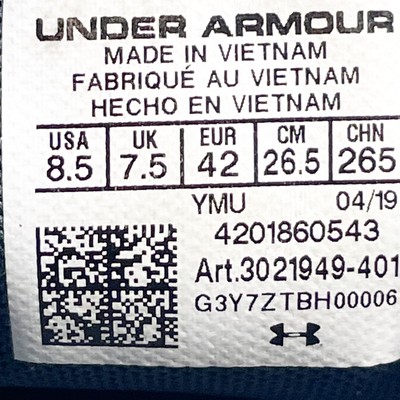 UNDER ARMOUR
MADE IN VIETNAM
FABRIQUÉ AU VIETNAM
HECHO EN VIETNAM
USA UK EUR CM CHN
8.5 7.5 42 26.5 265
YMU 04/19
4201860543
Art.3021949-401
G3Y7ZTBH00006